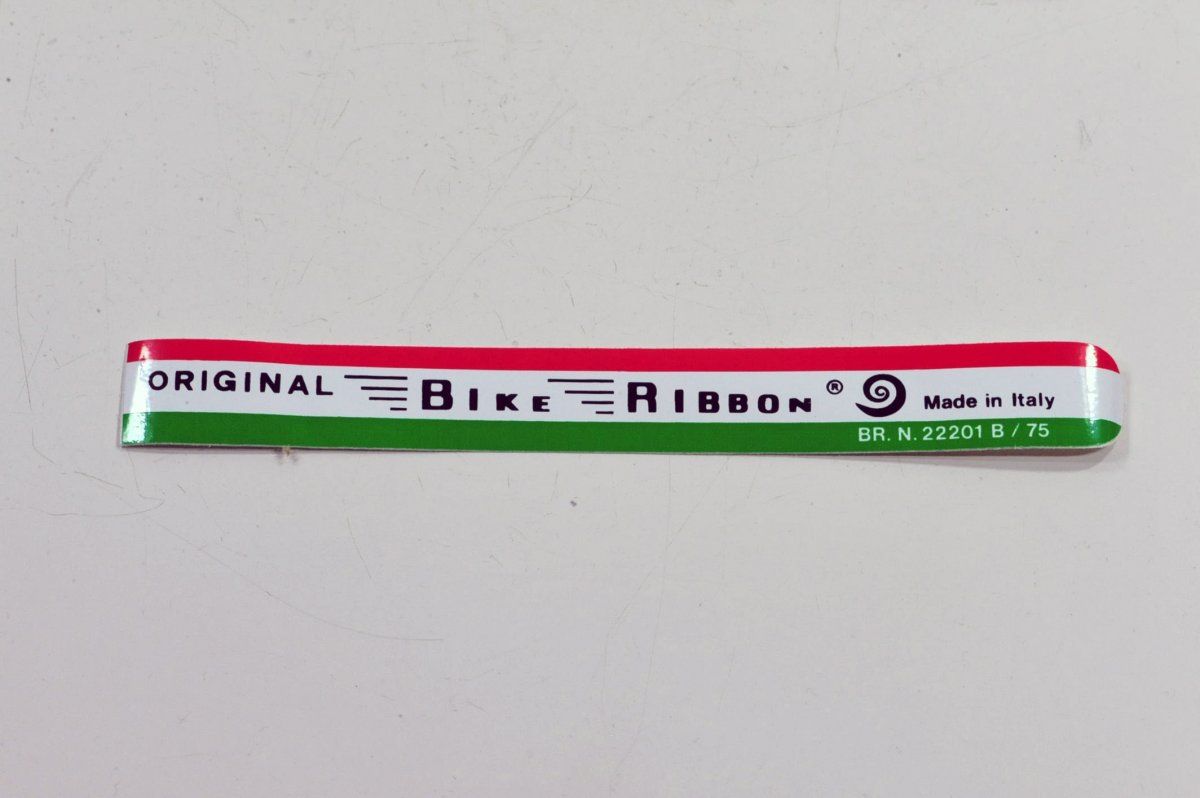 ORIGINAL BIKE RIBBON ® Made in Italy
BR. N. 22201 B / 75